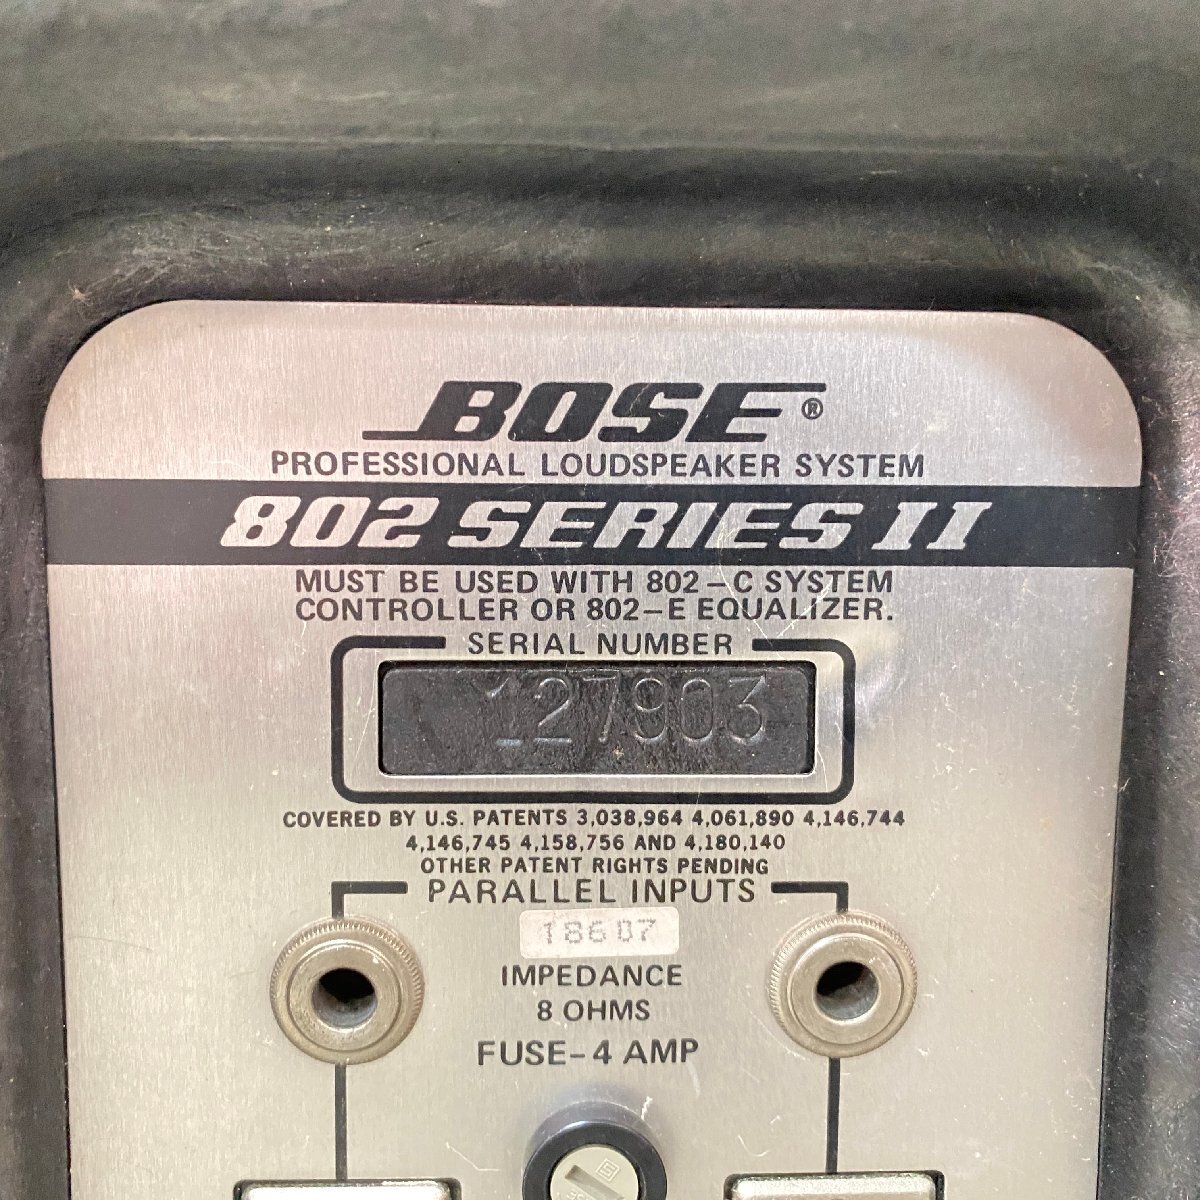 BOSE®
PROFESSIONAL LOUDSPEAKER SYSTEM
802 SERIES II
MUST BE USED WITH 802-C SYSTEM
CONTROLLER OR 802-E EQUALIZER.
SERIAL NUMBER
127903
COVERED BY U.S. PATENTS 3,038,964 4,061,890 4,146,744
4,146,745 4,158,756 AND 4,180,140
OTHER PATENT RIGHTS PENDING
PARALLEL INPUTS
18607
IMPEDANCE
8 OHMS
FUSE-4 AMP